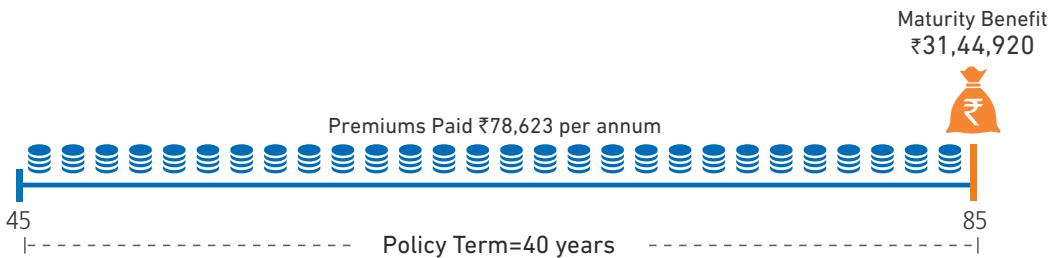 Maturity Benefit
₹31,44,920
₹
Premiums Paid ₹78,623 per annum
45
85
Policy Term=40 years